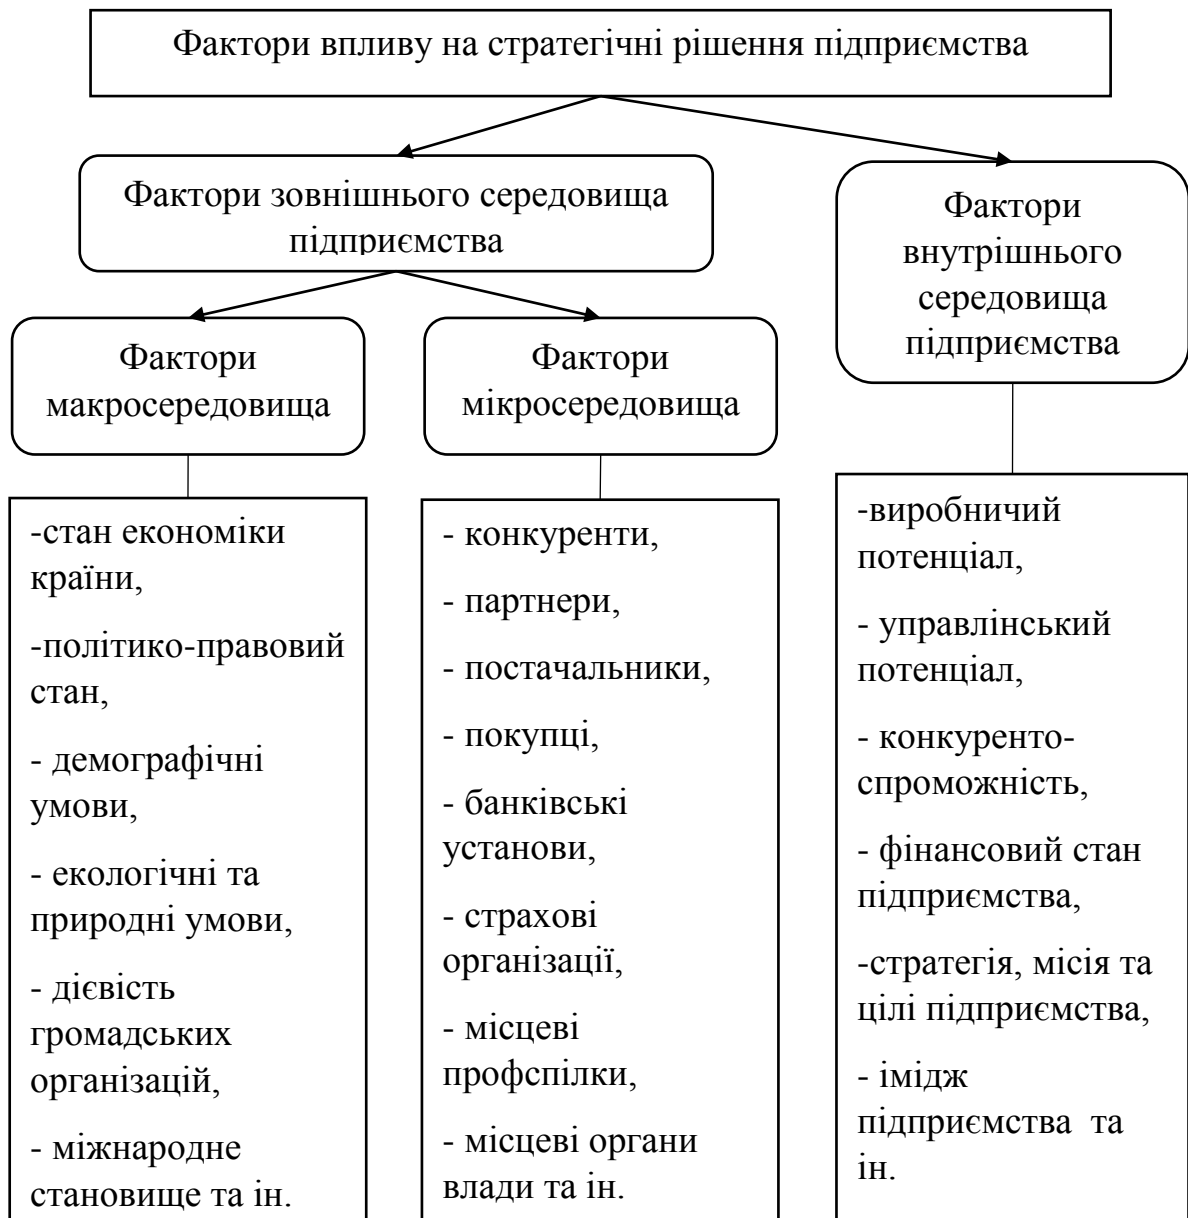 Фактори впливу на стратегічні рішення підприємства
Фактори зовнішнього середовища
підприємства
Фактори
внутрішнього
середовища
підприємства
Фактори
макросередовища
Фактори
мікросередовища
-стан економіки
країни,
-політико-правовий
стан,
- демографічні
умови,
- екологічні та
природні умови,
- дієвість
громадських
організацій,
- міжнародне
становище та ін.
- конкуренти,
- партнери,
- постачальники,
- покупці,
- банківські
установи,
- страхові
організації,
- місцеві
профспілки,
- місцеві органи
влади та ін.
-виробничий
потенціал,
- управлінський
потенціал,
- конкуренто-
спроможність,
- фінансовий стан
підприємства,
-стратегія, місія та
цілі підприємства,
- імідж
підприємства та
ін.